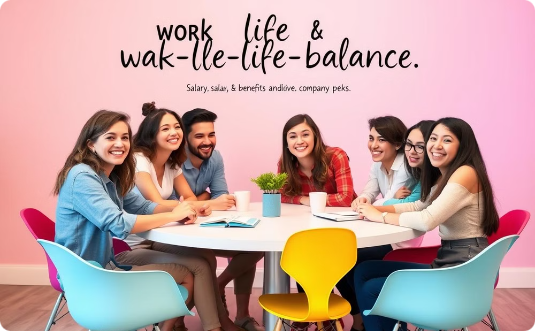 work life &
wak-lle-life-balance.
Salary, salar, & benefits andlive. company peks.